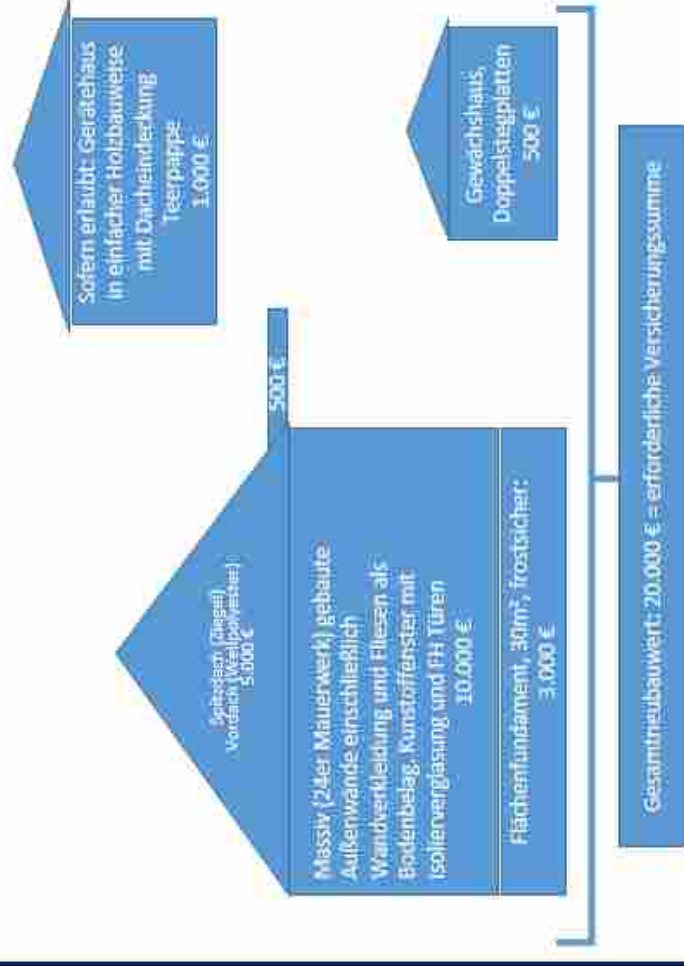 Spitzdach (Ziegel)
Vordach (Wellpolyester)
5.000 €
500 €
Massiv (24er Mauerwerk) gebaute
Außenwände einschließlich
Wandverkleidung und Fliesen als
Bodenbelag, Kunstoffenster mit
Isolierverglasung und FH Türen
10.000 €
Flächenfundament, 30m², frostsicher:
3.000 €
Sofern erlaubt: Gerätehaus
in einfacher Holzbauweise
mit Dacheindeckung
Teerpappe
1.000 €
Gewächshaus,
Doppelstegplatten
500 €
Gesamtneubauwert: 20.000 € = erforderliche Versicherungssumme